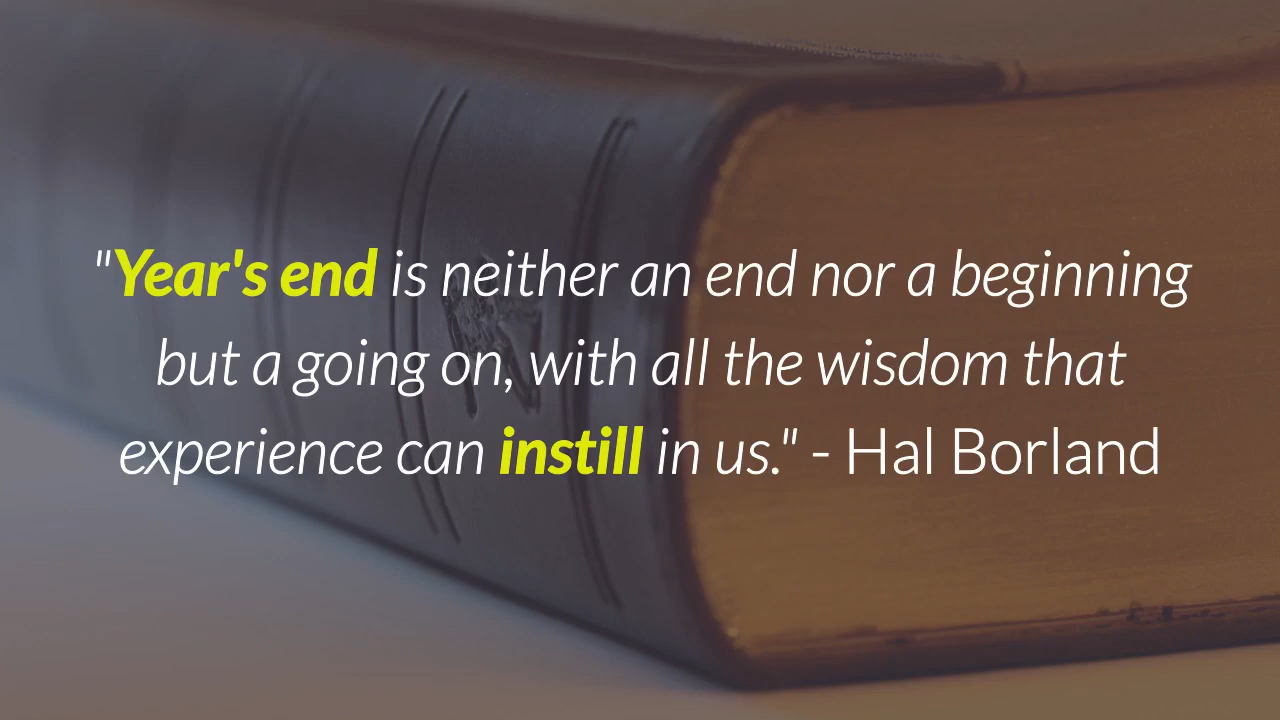 "Year's end is neither an end nor a beginning
but a going on, with all the wisdom that
experience can instill in us." - Hal Borland